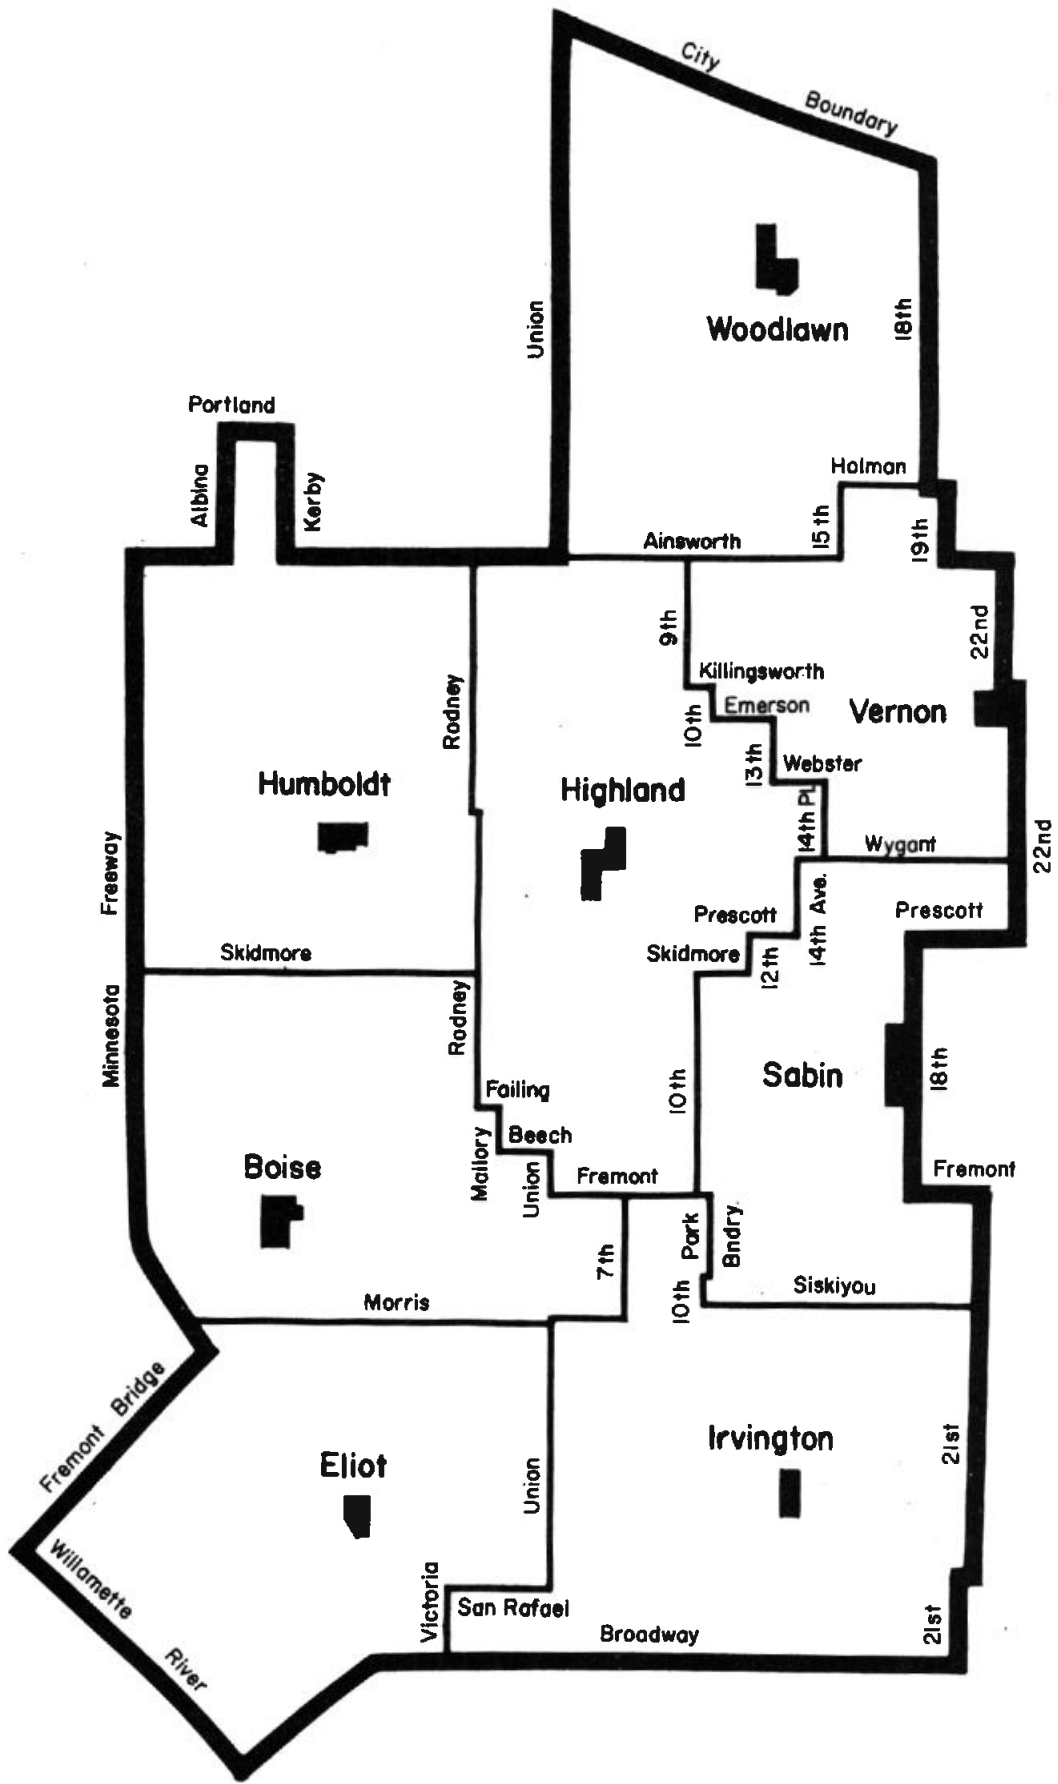 City
Boundary
Union
Woodlawn
18th
Portland
Albina
Kerby
Holman
15th
19th
Ainsworth
9th
22nd
Killingsworth
Rodney
10th
Emerson
Vernon
13th
Webster
Humboldt
Highland
14th Pl.
Wygant
22nd
Freeway
Prescott
14th Ave.
Prescott
Skidmore
Skidmore
12th
Minnesota
Rodney
10th
Sabin
18th
Failing
Mallory
Beech
Boise
Union
Fremont
Fremont
7th
Park
Bndry.
10th
Siskiyou
Morris
Fremont Bridge
Irvington
21st
Eliot
Union
Willamette
River
Victoria
San Rafael
Broadway
21st